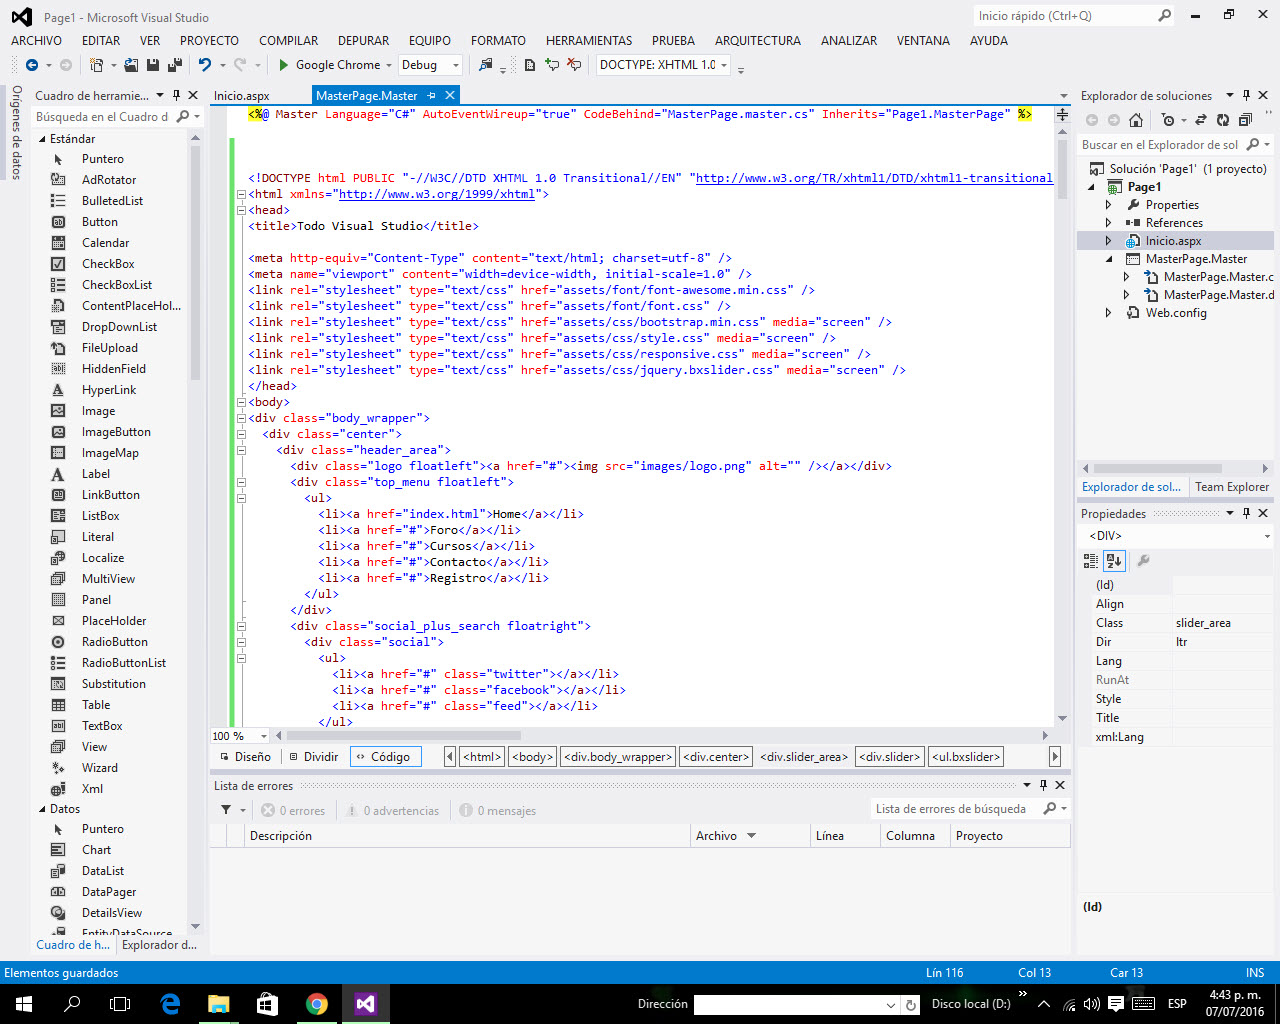 Page1 - Microsoft Visual Studio
Inicio rápido (Ctrl+Q)
ARCHIVO EDITAR VER PROYECTO COMPILAR DEPURAR EQUIPO FORMATO HERRAMIENTAS PRUEBA ARQUITECTURA ANALIZAR VENTANA AYUDA
Google Chrome Debug DOCTYPE: XHTML 1.0
Orígenes de datos
Cuadro de herramie...
Búsqueda en el Cuadro d
Estándar
Puntero
AdRotator
BulletedList
Button
Calendar
CheckBox
CheckBoxList
ContentPlaceHol...
DropDownList
FileUpload
HiddenField
HyperLink
Image
ImageButton
ImageMap
Label
LinkButton
ListBox
Literal
Localize
MultiView
Panel
PlaceHolder
RadioButton
RadioButtonList
Substitution
Table
TextBox
View
Wizard
Xml
Datos
Puntero
Chart
DataList
DataPager
DetailsView
EntityDataSource
Cuadro de h... Explorador d...
Inicio.aspx MasterPage.Master
<%@ Master Language="C#" AutoEventWireup="true" CodeBehind="MasterPage.master.cs" Inherits="Page1.MasterPage" %>
<!DOCTYPE html PUBLIC "-//W3C//DTD XHTML 1.0 Transitional//EN" "http://www.w3.org/TR/xhtml1/DTD/xhtml1-transitional
<html xmlns="http://www.w3.org/1999/xhtml">
<head>
<title>Todo Visual Studio</title>
<meta http-equiv="Content-Type" content="text/html; charset=utf-8" />
<meta name="viewport" content="width=device-width, initial-scale=1.0" />
<link rel="stylesheet" type="text/css" href="assets/font/font-awesome.min.css" />
<link rel="stylesheet" type="text/css" href="assets/font/font.css" />
<link rel="stylesheet" type="text/css" href="assets/css/bootstrap.min.css" media="screen" />
<link rel="stylesheet" type="text/css" href="assets/css/style.css" media="screen" />
<link rel="stylesheet" type="text/css" href="assets/css/responsive.css" media="screen" />
<link rel="stylesheet" type="text/css" href="assets/css/jquery.bxslider.css" media="screen" />
</head>
<body>
<div class="body_wrapper">
<div class="center">
<div class="header_area">
<div class="logo floatleft"><a href="#"><img src="images/logo.png" alt="" /></a></div>
<div class="top_menu floatleft">
<ul>
<li><a href="index.html">Home</a></li>
<li><a href="#">Foro</a></li>
<li><a href="#">Cursos</a></li>
<li><a href="#">Contacto</a></li>
<li><a href="#">Registro</a></li>
</ul>
</div>
<div class="social_plus_search floatright">
<div class="social">
<ul>
<li><a href="#" class="twitter"></a></li>
<li><a href="#" class="facebook"></a></li>
<li><a href="#" class="feed"></a></li>
</ul>
100 %
Diseño Dividir Código <html> <body> <div.body_wrapper> <div.center> <div.slider_area> <div.slider> <ul.bxslider>
Lista de errores
0 errores 0 advertencias 0 mensajes Lista de errores de búsqueda
Descripción Archivo Línea Columna Proyecto
Explorador de soluciones
Buscar en el Explorador de sol
Solución 'Page1' (1 proyecto)
Page1
Properties
References
Inicio.aspx
MasterPage.Master
MasterPage.Master.c
MasterPage.Master.d
Web.config
Explorador de sol... Team Explorer
Propiedades
<DIV>
(Id)
Align
Class slider_area
Dir ltr
Lang
RunAt
Style
Title
xml:Lang
(Id)
Elementos guardados Lín 116 Col 13 Car 13 INS
Dirección Disco local (D:) » ESP 4:43 p. m.
07/07/2016